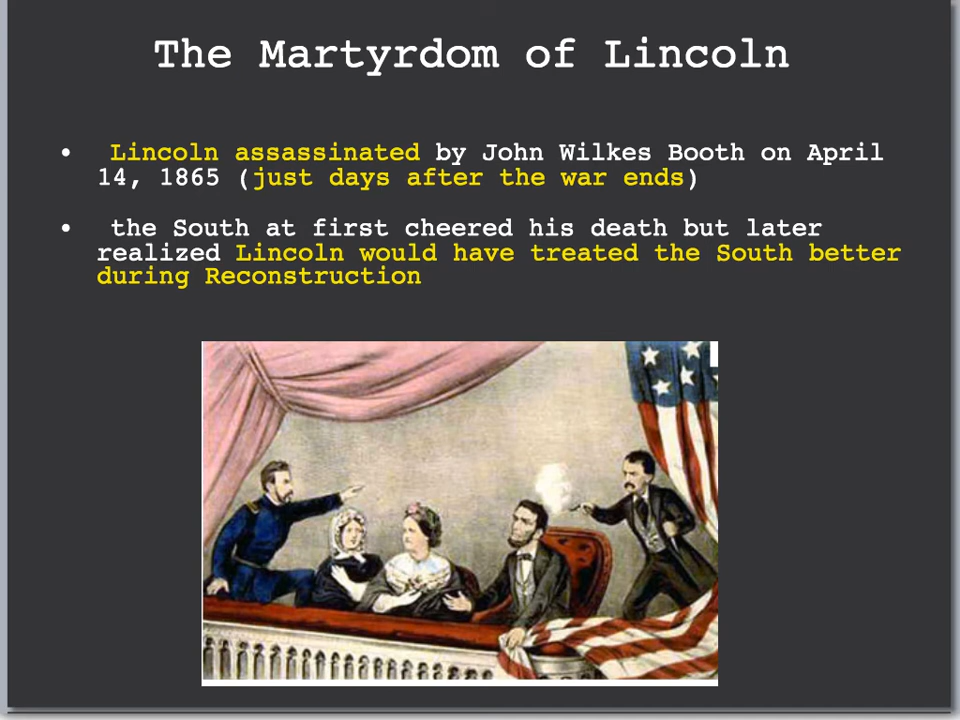 The Martyrdom of Lincoln
• Lincoln assassinated by John Wilkes Booth on April
14, 1865 (just days after the war ends)
• the South at first cheered his death but later
realized Lincoln would have treated the South better
during Reconstruction